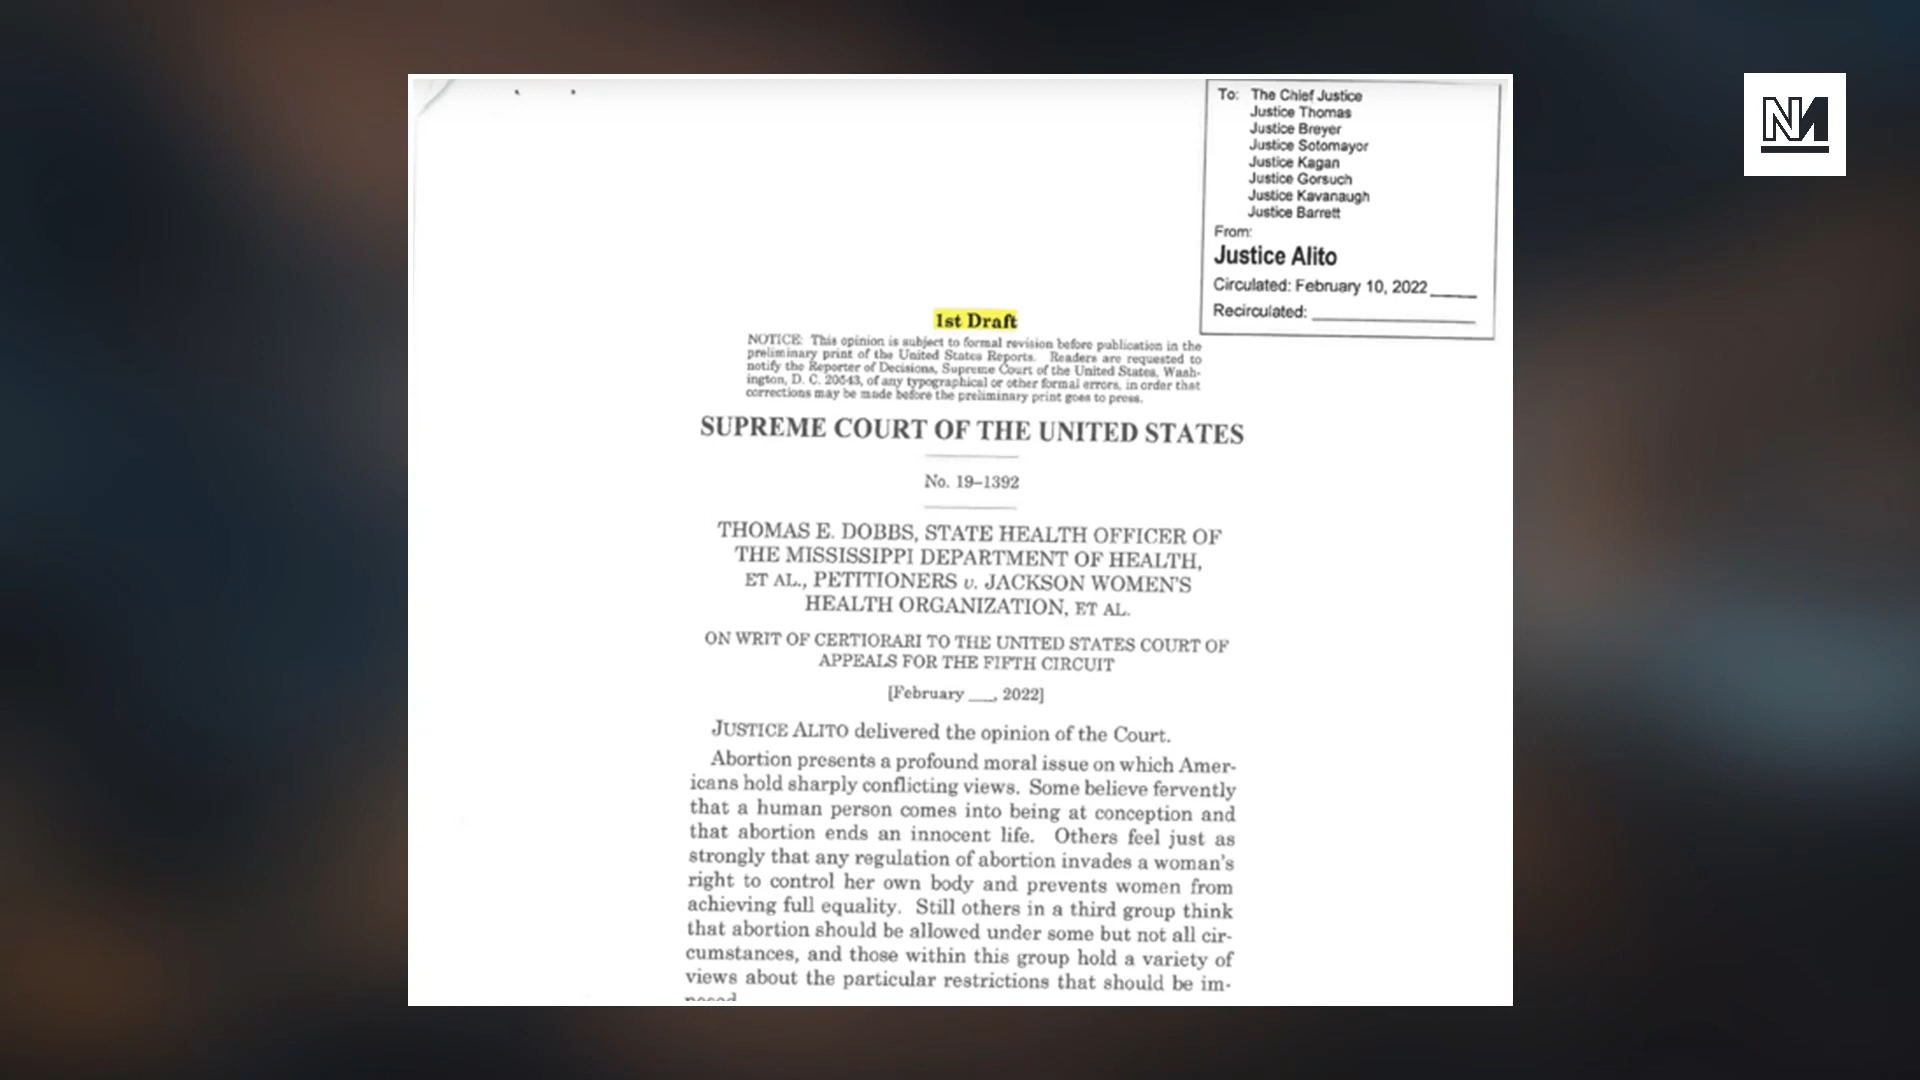 To: The Chief Justice
Justice Thomas
Justice Breyer
Justice Sotomayor
Justice Kagan
Justice Gorsuch
Justice Kavanaugh
Justice Barrett
From:
Justice Alito
Circulated: February 10, 2022
Recirculated:
NM
1st Draft
NOTICE: This opinion is subject to formal revision before publication in the
preliminary print of the United States Reports. Readers are requested to
notify the Reporter of Decisions, Supreme Court of the United States, Wash-
ington, D. C. 20543, of any typographical or other formal errors, in order that
corrections may be made before the preliminary print goes to press.
SUPREME COURT OF THE UNITED STATES
No. 19–1392
THOMAS E. DOBBS, STATE HEALTH OFFICER OF
THE MISSISSIPPI DEPARTMENT OF HEALTH,
ET AL., PETITIONERS v. JACKSON WOMEN'S
HEALTH ORGANIZATION, ET AL.
ON WRIT OF CERTIORARI TO THE UNITED STATES COURT OF
APPEALS FOR THE FIFTH CIRCUIT
[February ___, 2022]
JUSTICE ALITO delivered the opinion of the Court.
Abortion presents a profound moral issue on which Amer-
icans hold sharply conflicting views. Some believe fervently
that a human person comes into being at conception and
that abortion ends an innocent life. Others feel just as
strongly that any regulation of abortion invades a woman's
right to control her own body and prevents women from
achieving full equality. Still others in a third group think
that abortion should be allowed under some but not all cir-
cumstances, and those within this group hold a variety of
views about the particular restrictions that should be im-